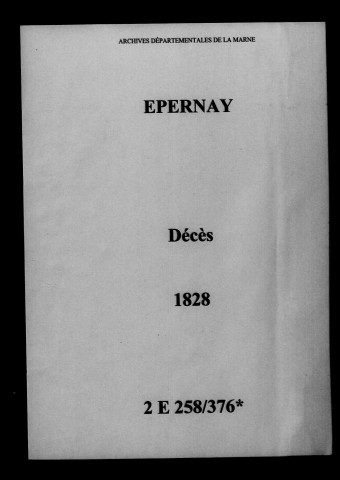 ARCHIVES DÉPARTEMENTALES DE LA MARNE
EPERNAY
Décès
1828
2 E 258/376*